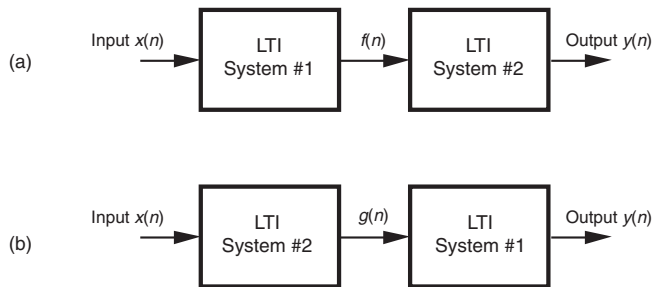 Input x(n)
LTI
System #1
f(n)
LTI
System #2
Output y(n)
(a)
Input x(n)
LTI
System #2
g(n)
LTI
System #1
Output y(n)
(b)